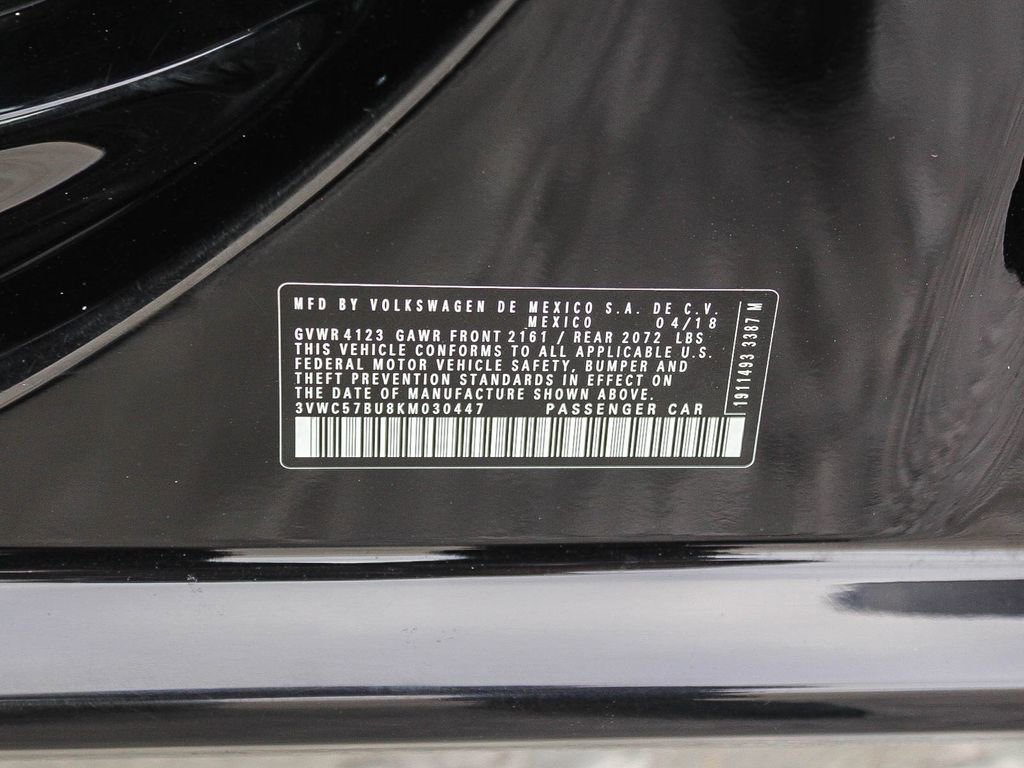 MFD BY VOLKSWAGEN DE MEXICO S.A. DE C.V.
MEXICO 04/18
GVWR 4123 GAWR FRONT 2161 / REAR 2072 LBS
THIS VEHICLE CONFORMS TO ALL APPLICABLE U.S.
FEDERAL MOTOR VEHICLE SAFETY, BUMPER AND
THEFT PREVENTION STANDARDS IN EFFECT ON
THE DATE OF MANUFACTURE SHOWN ABOVE.
3VWC57BU8KM030447 PASSENGER CAR
1911493 3387 M